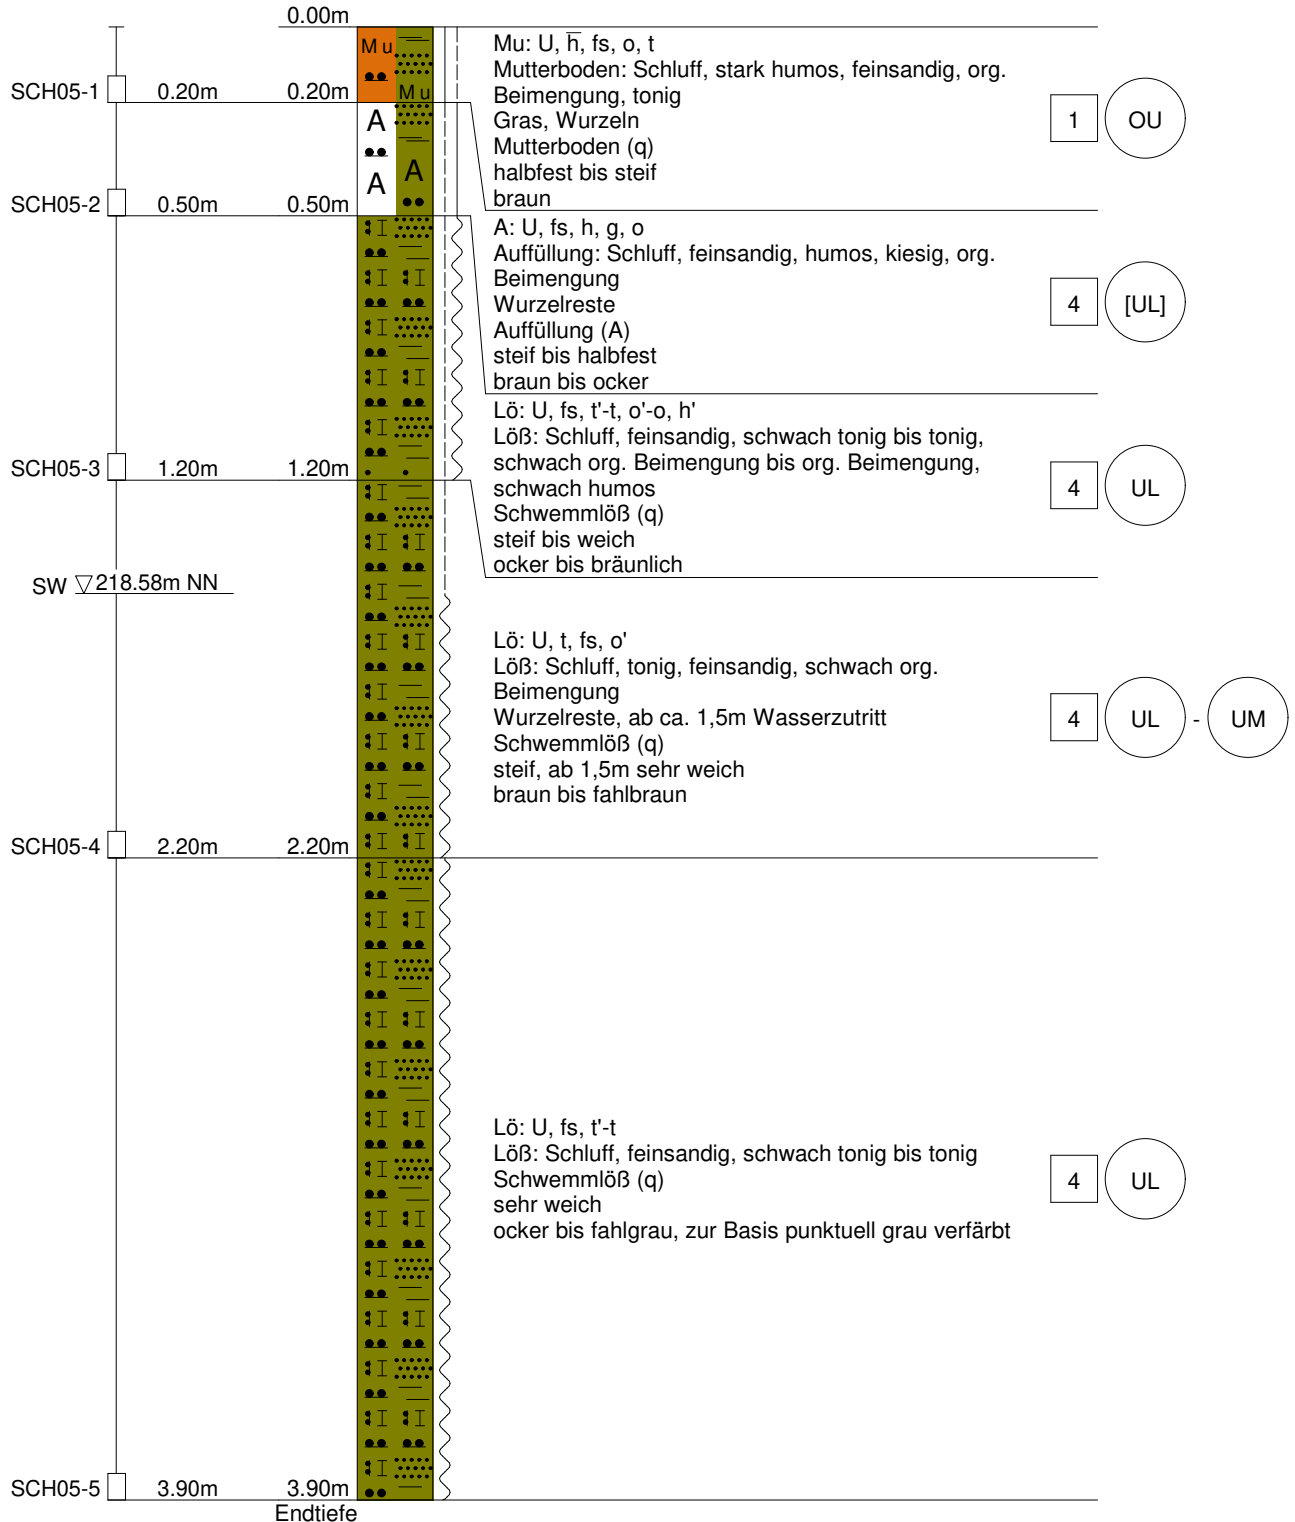 0.00m
Mu
Mu
SCH05-1 0.20m 0.20m
Mu: U, h̅, fs, o, t
Mutterboden: Schluff, stark humos, feinsandig, org.
Beimengung, tonig
Gras, Wurzeln
Mutterboden (q)
halbfest bis steif
braun
1 OU
A
A
A
SCH05-2 0.50m 0.50m
A: U, fs, h, g, o
Auffüllung: Schluff, feinsandig, humos, kiesig, org.
Beimengung
Wurzelreste
Auffüllung (A)
steif bis halbfest
braun bis ocker
4 [UL]
SCH05-3 1.20m 1.20m
Lö: U, fs, t'-t, o'-o, h'
Löß: Schluff, feinsandig, schwach tonig bis tonig,
schwach org. Beimengung bis org. Beimengung,
schwach humos
Schwemmlöß (q)
steif bis weich
ocker bis bräunlich
4 UL
SW 218.58m NN
Lö: U, t, fs, o'
Löß: Schluff, tonig, feinsandig, schwach org.
Beimengung
Wurzelreste, ab ca. 1,5m Wasserzutritt
Schwemmlöß (q)
steif, ab 1,5m sehr weich
braun bis fahlbraun
4 UL - UM
SCH05-4 2.20m 2.20m
Lö: U, fs, t'-t
Löß: Schluff, feinsandig, schwach tonig bis tonig
Schwemmlöß (q)
sehr weich
ocker bis fahlgrau, zur Basis punktuell grau verfärbt
4 UL
SCH05-5 3.90m 3.90m
Endtiefe